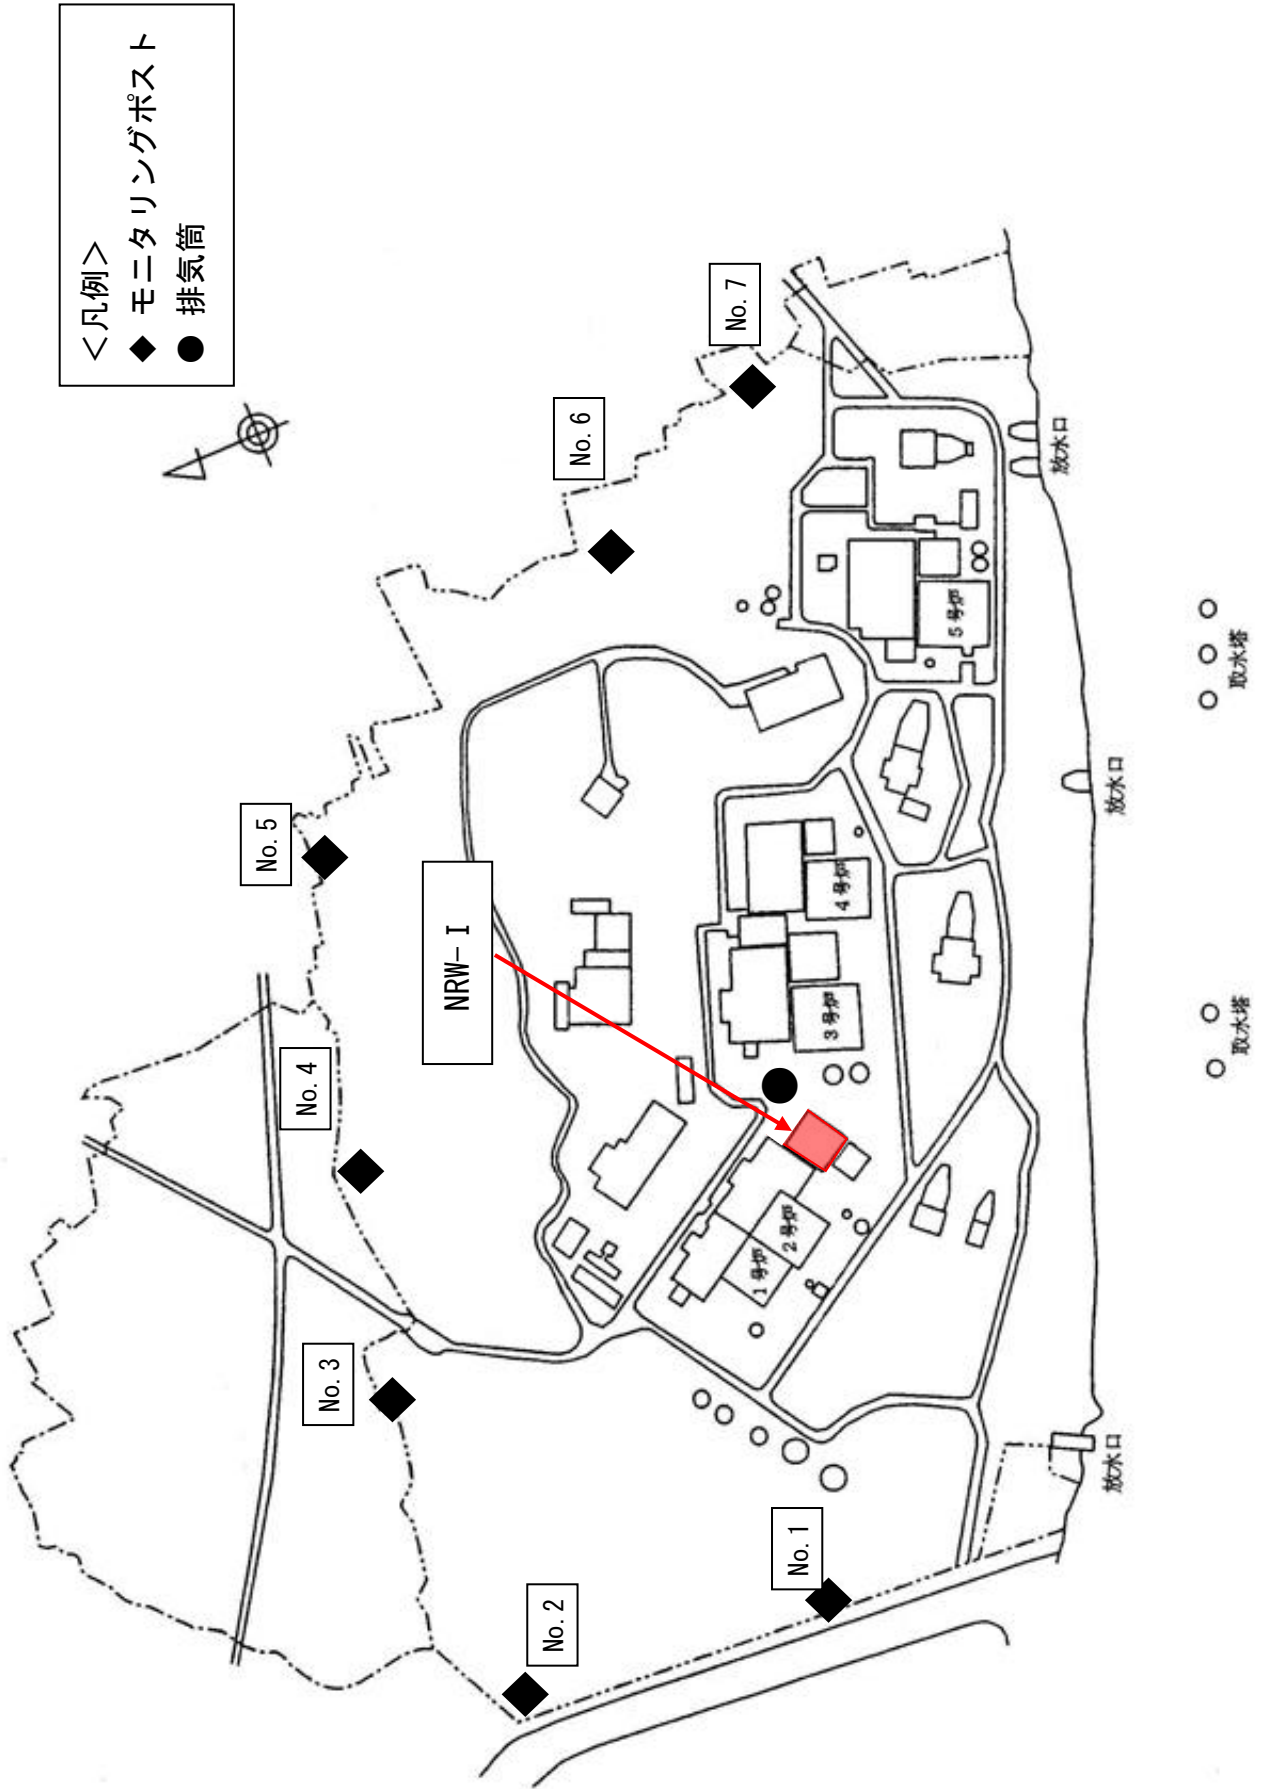 <凡例>
◆ モニタリングポスト
● 排気筒
No. 7
No. 6
No. 5
No. 4
No. 3
No. 2
No. 1
NRW-Ⅰ
5号炉
4号炉
3号炉
2号炉
1号炉
放水口
放水口
放水口
取水塔
取水塔